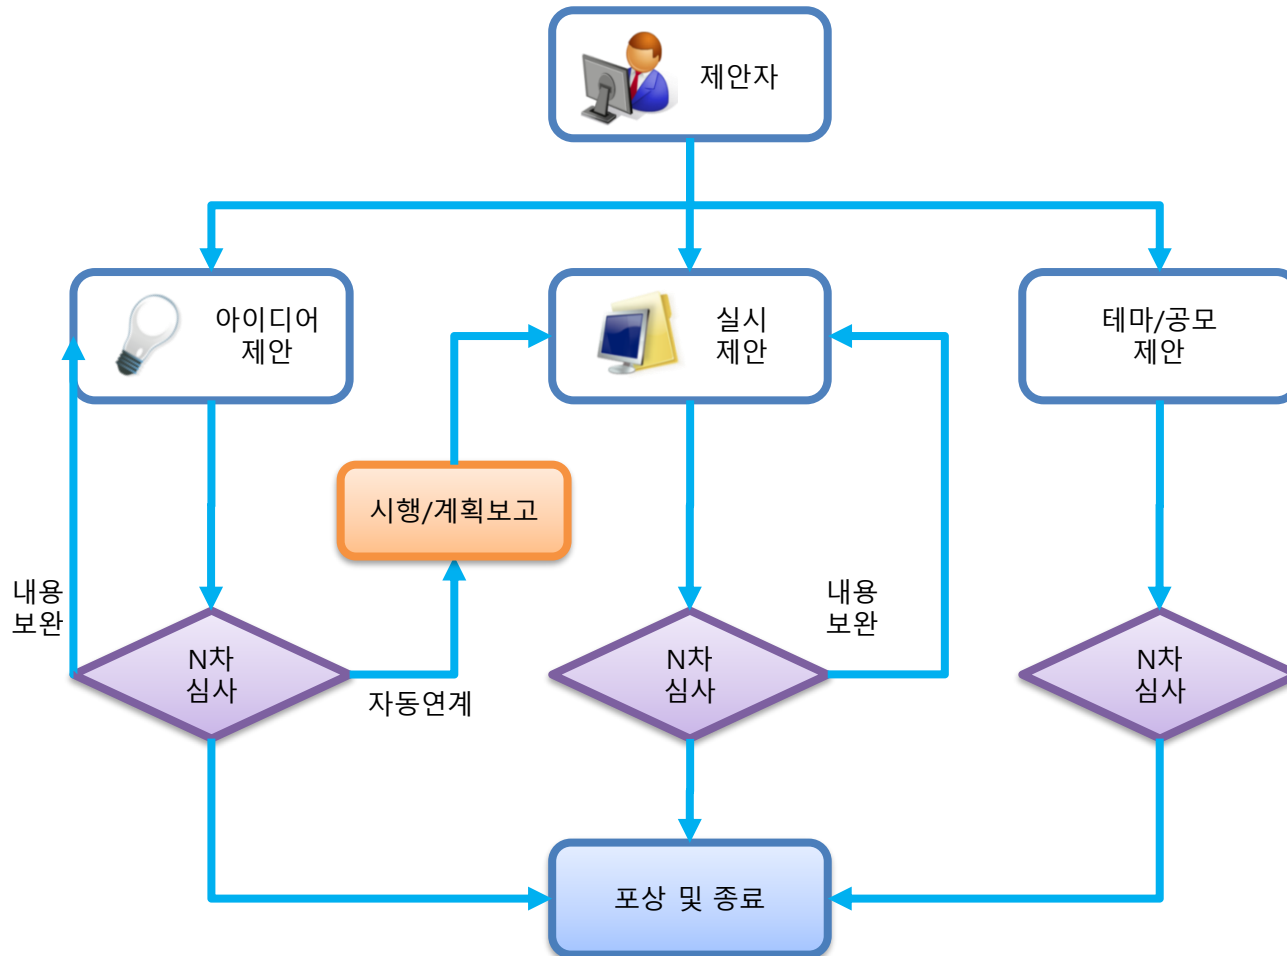 제안자
아이디어
제안
실시
제안
테마/공모
제안
시행/계획보고
내용
보완
내용
보완
N차
심사
자동연계
N차
심사
N차
심사
포상 및 종료